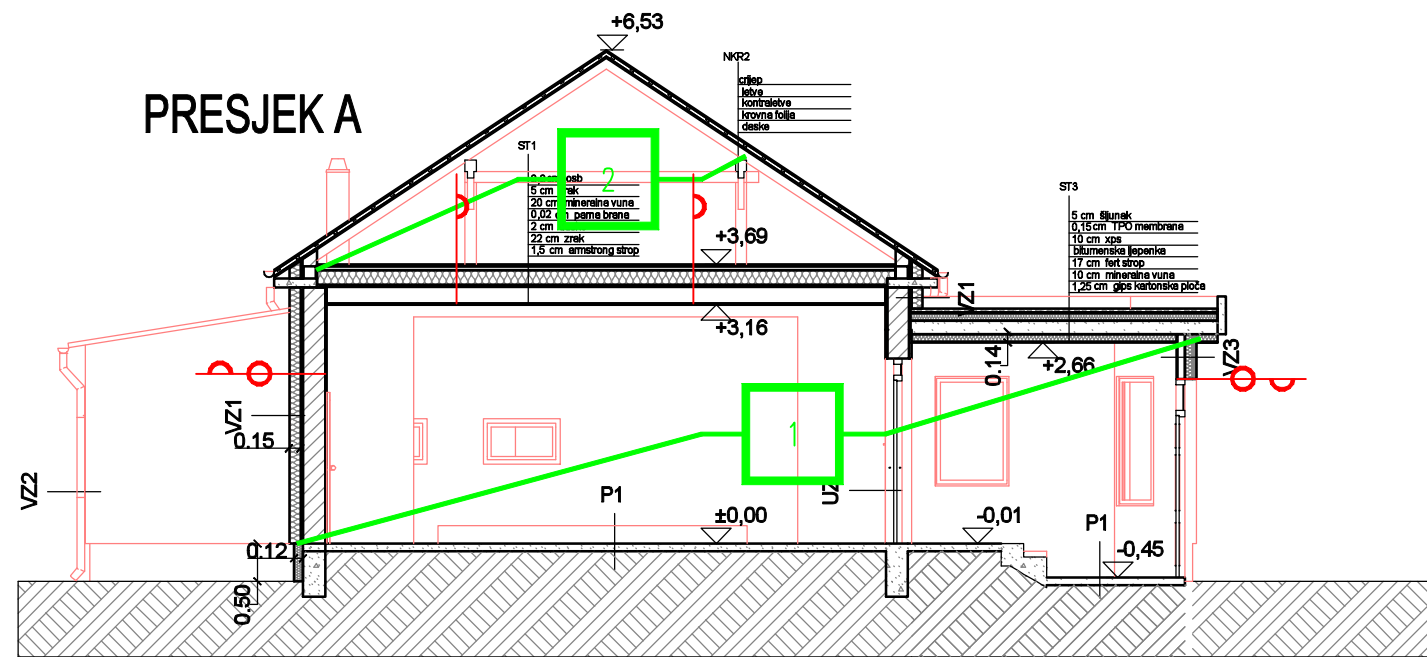 +6,53
NKR2
crijep
letve
kontraletve
krovna folija
daske
PRESJEK A
ST1
2
osb
5 cm zrak
20 cm mineralna vuna
0,02 cm parna brana
2 cm
22 cm zrak
1,5 cm armstrong strop
ST3
5 cm šljunak
0,15cm TPO membrana
10 cm xps
bitumenska ljepenka
17 cm fert strop
10 cm mineralna vuna
1,25 cm gips kartonska ploča
+3,69
VZ1
+3,16
0.14
+2,66
VZ3
VZ1
0.15
1
VZ2
P1
±0,00
-0,01
P1
0.12
-0,45
0,50